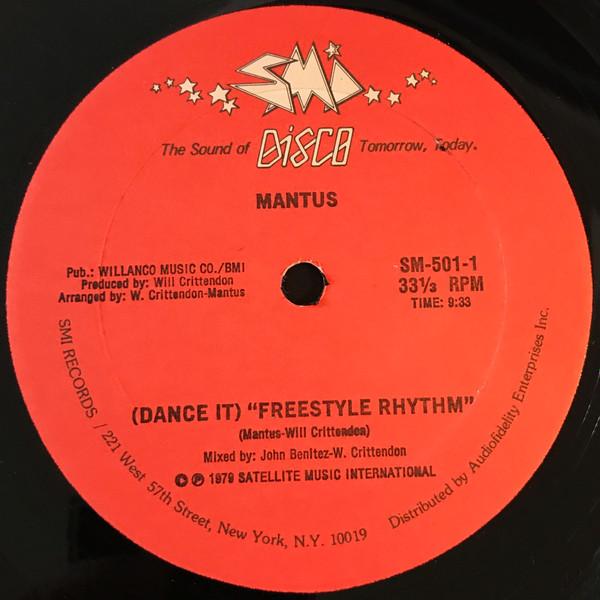 SMI
The Sound of DISCO Tomorrow, Today.
MANTUS
Pub.: WILLANCO MUSIC CO./BMI
Produced by: Will Crittendon
Arranged by: W. Crittendon-Mantus
SM-501-1
33⅓ RPM
TIME: 9:33
(DANCE IT) "FREESTYLE RHYTHM"
(Mantus-Will Crittendon)
Mixed by: John Benitez-W. Crittendon
© ℗ 1979 SATELLITE MUSIC INTERNATIONAL
SMI RECORDS / 221 West 57th Street, New York, N.Y. 10019
Distributed by Audiofidelity Enterprises Inc.